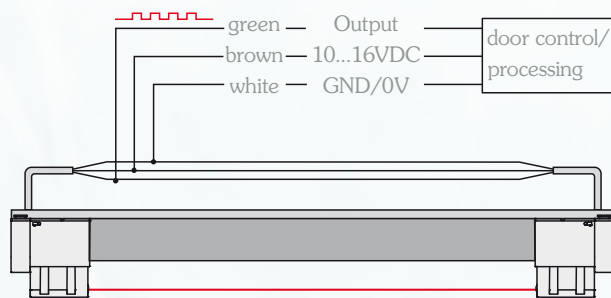 green Output
brown 10...16VDC
white GND/0V
door control/
processing